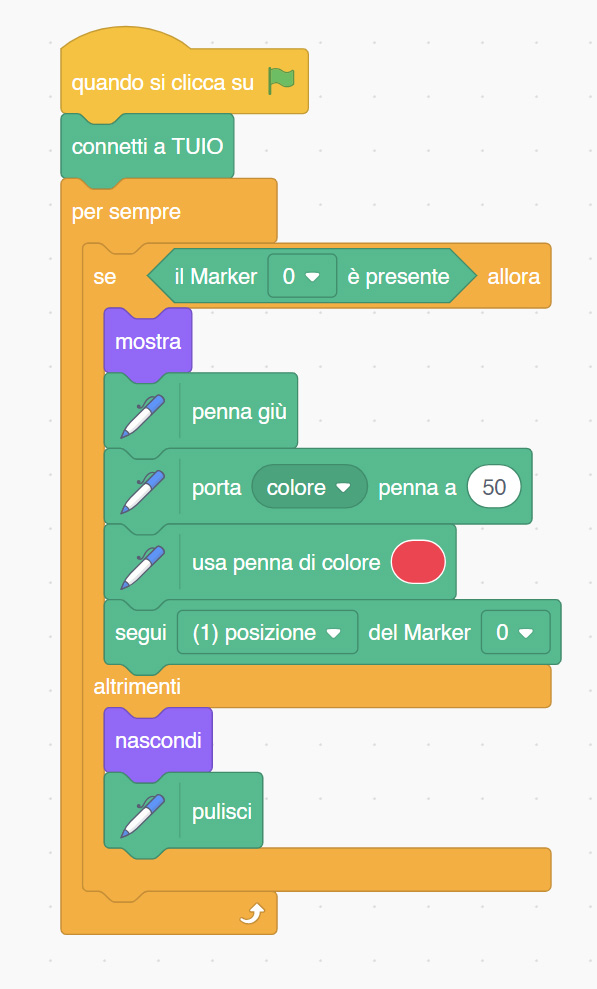 quando si clicca su
connetti a TUIO
per sempre
se il Marker 0 è presente allora
mostra
penna giù
porta colore penna a 50
usa penna di colore
segui (1) posizione del Marker 0
altrimenti
nascondi
pulisci